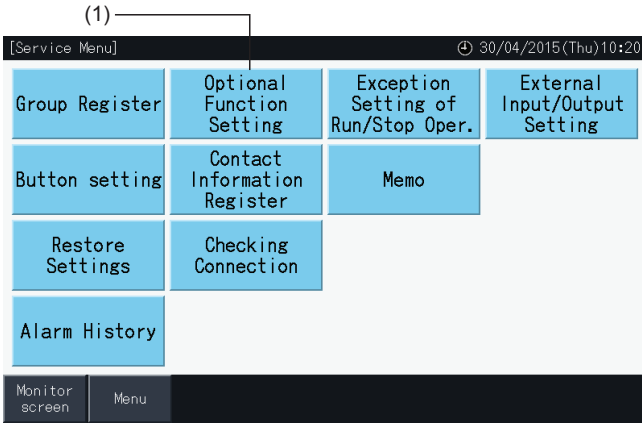 (1)
[Service Menu]
30/04/2015(Thu)10:20
Group Register
Optional
Function
Setting
Exception
Setting of
Run/Stop Oper.
External
Input/Output
Setting
Button setting
Contact
Information
Register
Memo
Restore
Settings
Checking
Connection
Alarm History
Monitor
screen
Menu